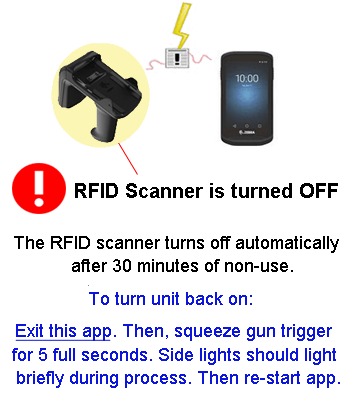 10:00
ZEBRA
RFID Scanner is turned OFF
The RFID scanner turns off automatically
after 30 minutes of non-use.
To turn unit back on:
Exit this app. Then, squeeze gun trigger
for 5 full seconds. Side lights should light
briefly during process. Then re-start app.